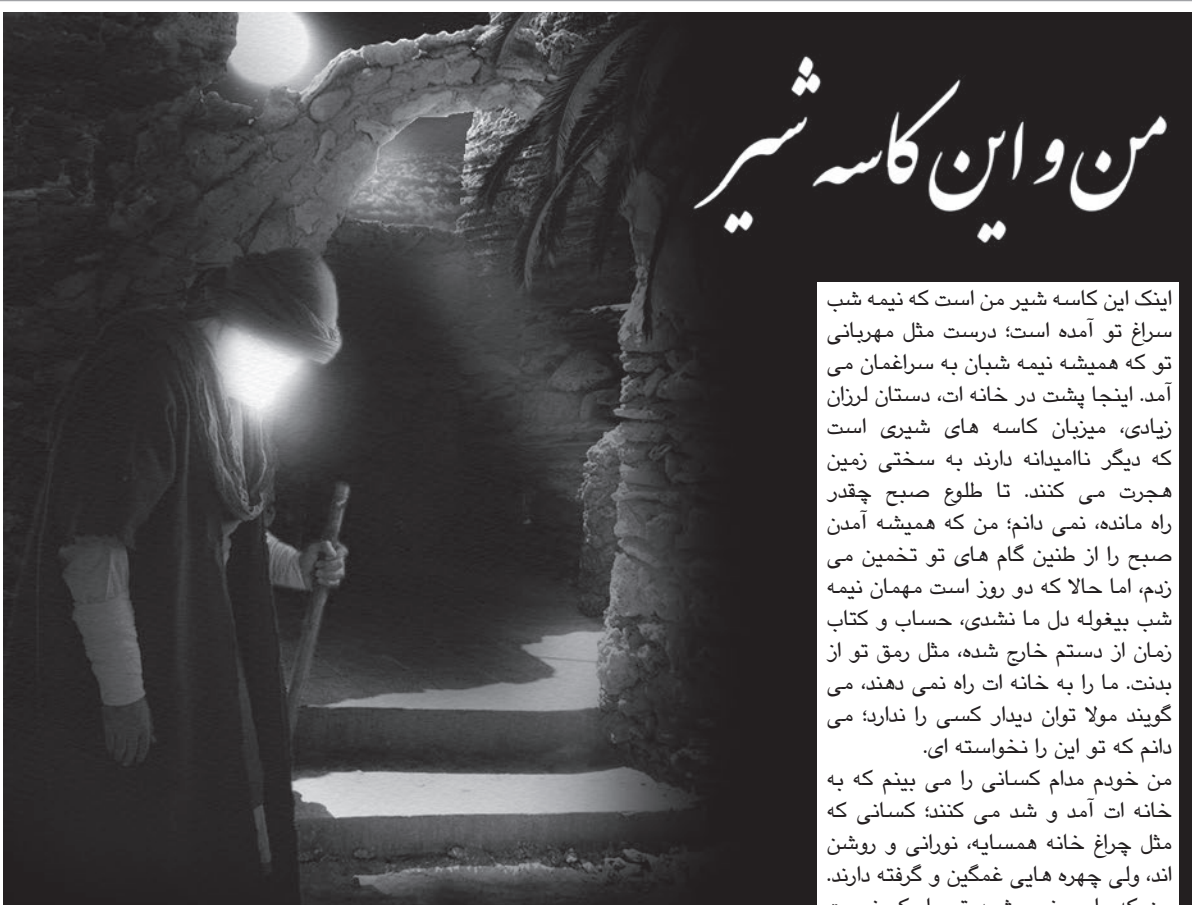 من و این کاسه شیر
اینک این کاسه شیر من است که نیمه شب
سراغ تو آمده است؛ درست مثل مهربانی
تو که همیشه نیمه شبان به سراغمان می
آمد. اینجا پشت در خانه ات، دستان لرزان
زیادی، میزبان کاسه های شیری است
که دیگر ناامیدانه دارند به سختی زمین
هجرت می کنند. تا طلوع صبح چقدر
راه مانده، نمی دانم؛ من که همیشه آمدن
صبح را از طنین گام های تو تخمین می
زدم، اما حالا که دو روز است مهمان نیمه
شب بیغوله دل ما نشدی، حساب و کتاب
زمان از دستم خارج شده، مثل رمق تو از
بدنت. ما را به خانه ات راه نمی دهند، می
گویند مولا توان دیدار کسی را ندارد؛ می
دانم که تو این را نخواسته ای.
من خودم مدام کسانی را می بینم که به
خانه ات آمد و شد می کنند؛ کسانی که
مثل چراغ خانه همسایه، نورانی و روشن
اند، ولی چهره هایی غمگین و گرفته دارند.